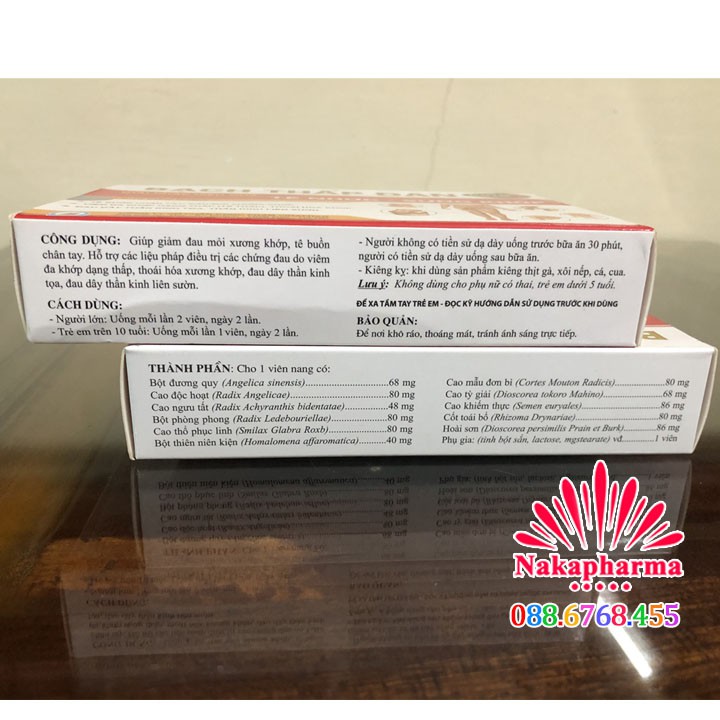 BẠCH THẤP
CÔNG DỤNG: Giúp giảm đau mỏi xương khớp, tê buồn
chân tay. Hỗ trợ các liệu pháp điều trị các chứng đau do viêm
đa khớp dạng thấp, thoái hóa xương khớp, đau dây thần kinh
tọa, đau dây thần kinh liên sườn.
CÁCH DÙNG:
- Người lớn: Uống mỗi lần 2 viên, ngày 2 lần.
- Trẻ em trên 10 tuổi: Uống mỗi lần 1 viên, ngày 2 lần.
- Người không có tiền sử dạ dày uống trước bữa ăn 30 phút,
người có tiền sử dạ dày uống sau bữa ăn.
- Kiêng kỵ: khi dùng sản phẩm kiêng thịt gà, xôi nếp, cá, cua.
Lưu ý: Không dùng cho phụ nữ có thai, trẻ em dưới 5 tuổi.
ĐỂ XA TẦM TAY TRẺ EM - ĐỌC KỸ HƯỚNG DẪN SỬ DỤNG TRƯỚC KHI DÙNG
BẢO QUẢN:
Để nơi khô ráo, thoáng mát, tránh ánh sáng trực tiếp.
THÀNH PHẦN: Cho 1 viên nang có:
Bột đương quy (Angelica sinensis)....................68 mg
Cao độc hoạt (Radix Angelicae)....................80 mg
Cao ngưu tất (Radix Achyranthis bidentatae)....................48 mg
Bột phòng phong (Radix Ledebouriellae)....................80 mg
Cao thổ phục linh (Smilax Glabra Roxb)....................80 mg
Bột thiên niên kiện (Homalomena affaromatica)....................40 mg
Cao mẫu đơn bì (Cortes Mouton Radicis)....................80 mg
Cao tỳ giải (Dioscorea tokoro Mahino)....................68 mg
Cao khiếm thực (Semen euryales)....................86 mg
Cốt toái bổ (Rhizoma Drynariae)....................80 mg
Hoài sơn (Dioscorea persimilis Prain et Burk)....................86 mg
Phụ gia: (tinh bột sắn, lactose, mgstearate) vđ....................1 viên
Nakapharma
088.6768.455